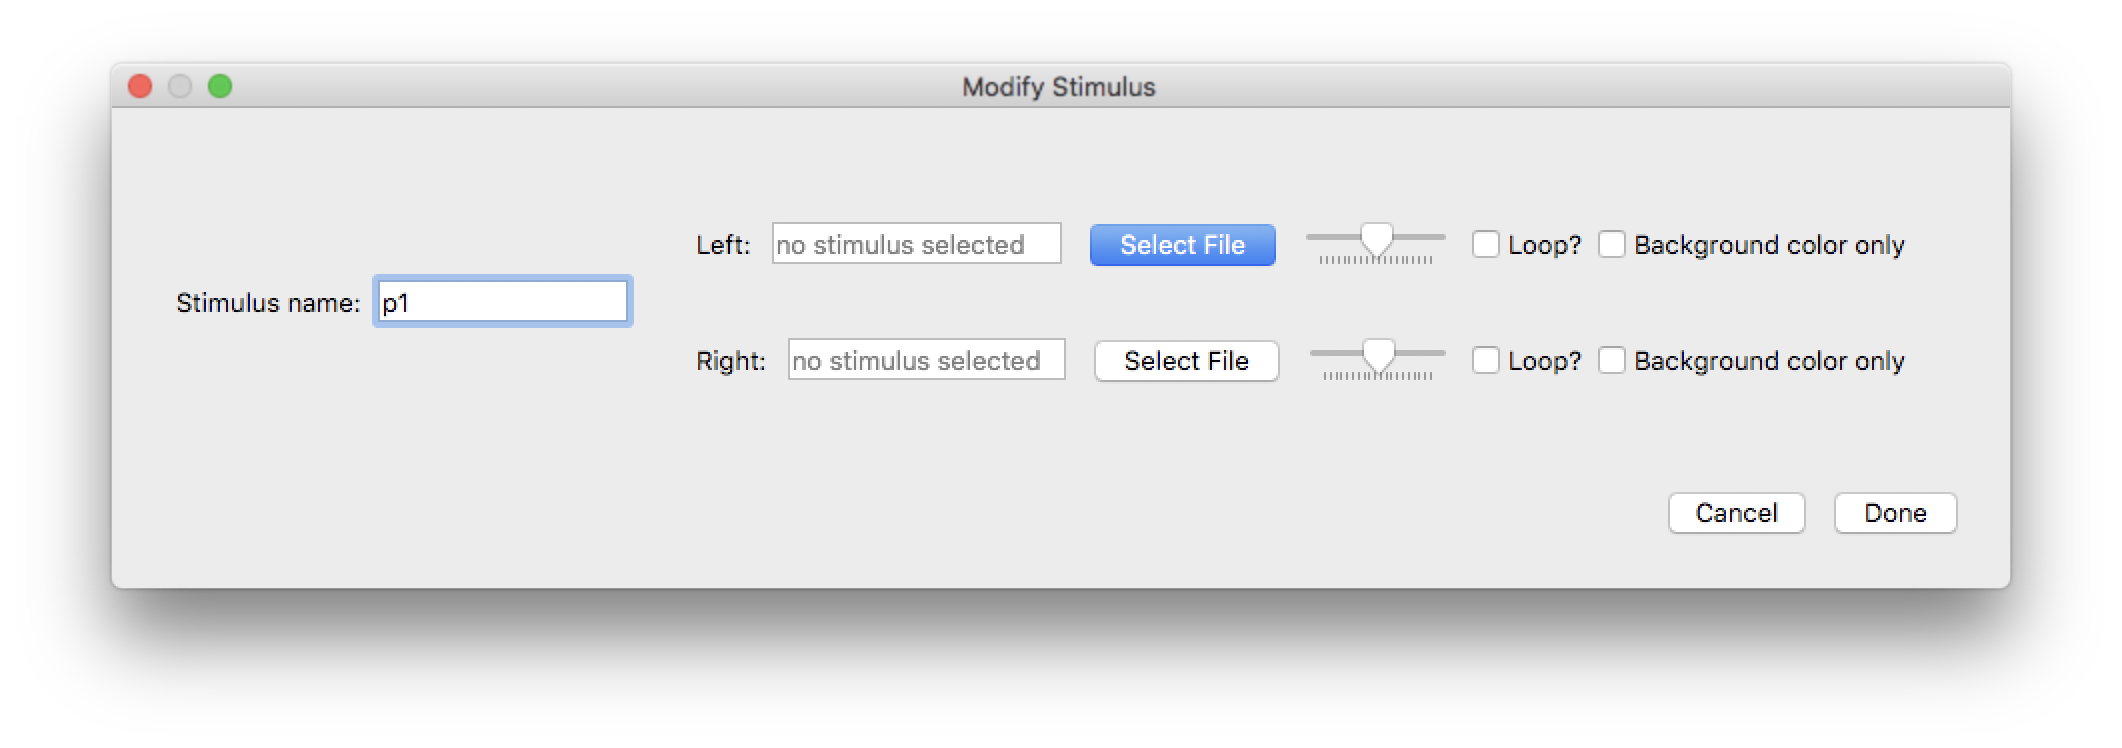 Modify Stimulus
Left: no stimulus selected Select File Loop? Background color only
Stimulus name: p1
Right: no stimulus selected Select File Loop? Background color only
Cancel Done